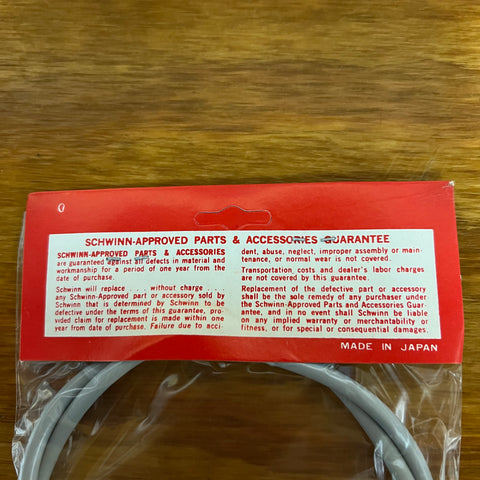 SCHWINN-APPROVED PARTS & ACCESSORIES GUARANTEE
SCHWINN-APPROVED PARTS & ACCESSORIES
are guaranteed against all defects in material and
workmanship for a period of one year from the
date of purchase.
Schwinn will replace . . . without charge . . .
any Schwinn-Approved part or accessory sold by
Schwinn that is determined by Schwinn to be
defective under the terms of this guarantee, pro-
vided claim for replacement is made within one
year from date of purchase. Failure due to acci-
dent, abuse, neglect, improper assembly or main-
tenance, or normal wear is not covered.
Transportation costs and dealer's labor charges
are not covered by this guarantee.
Replacement of the defective part or accessory
shall be the sole remedy of any purchaser under
the Schwinn-Approved Parts and Accessories Guar-
antee, and in no event shall Schwinn be liable
on any implied warranty or merchantability or
fitness, or for special or consequential damages.
MADE IN JAPAN